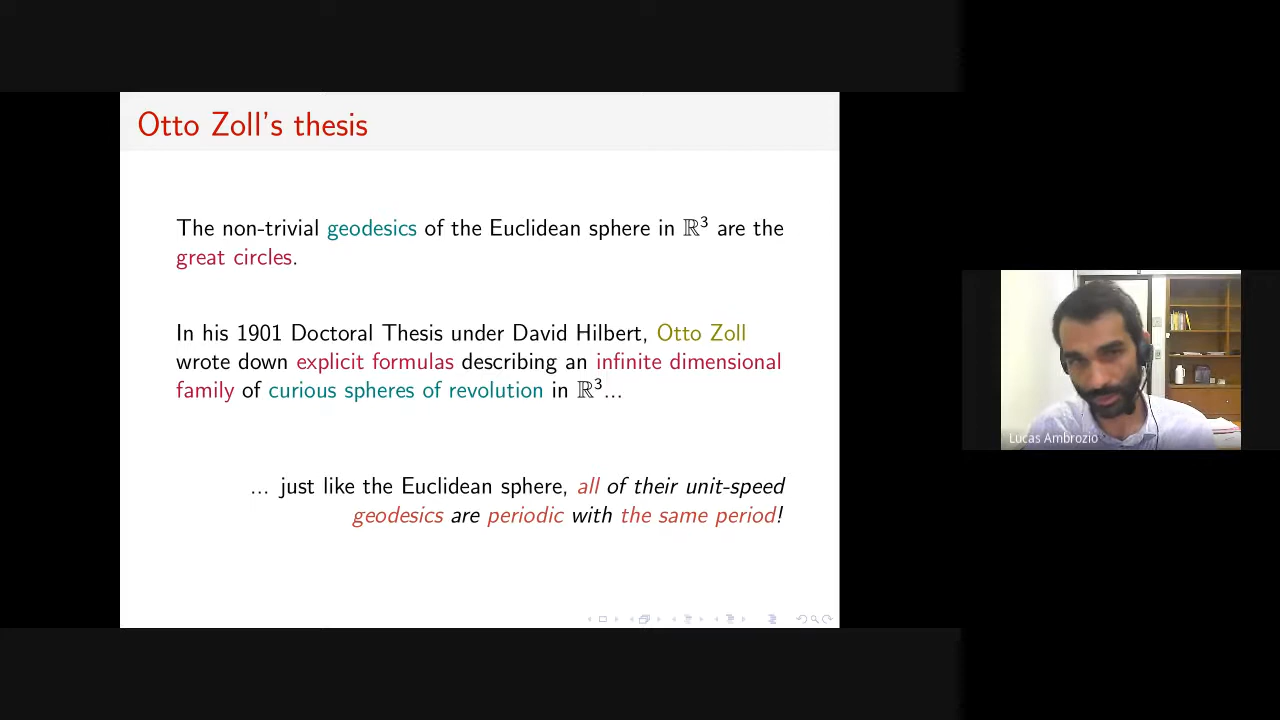 Otto Zoll's thesis
The non-trivial geodesics of the Euclidean sphere in ℝ³ are the
great circles.
In his 1901 Doctoral Thesis under David Hilbert, Otto Zoll
wrote down explicit formulas describing an infinite dimensional
family of curious spheres of revolution in ℝ³...
... just like the Euclidean sphere, all of their unit-speed
geodesics are periodic with the same period!
Lucas Ambrozio